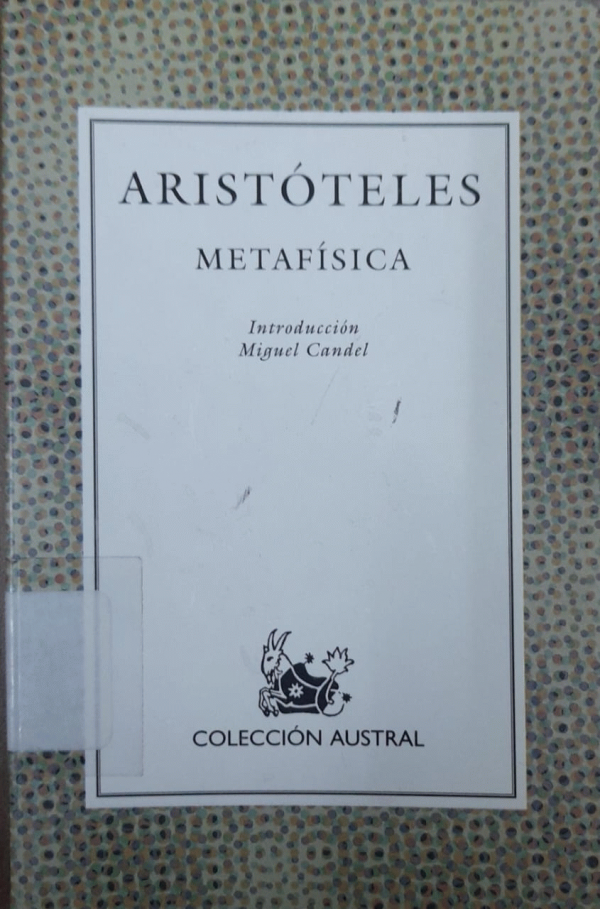 ARISTÓTELES
METAFÍSICA
Introducción
Miguel Candel
COLECCIÓN AUSTRAL